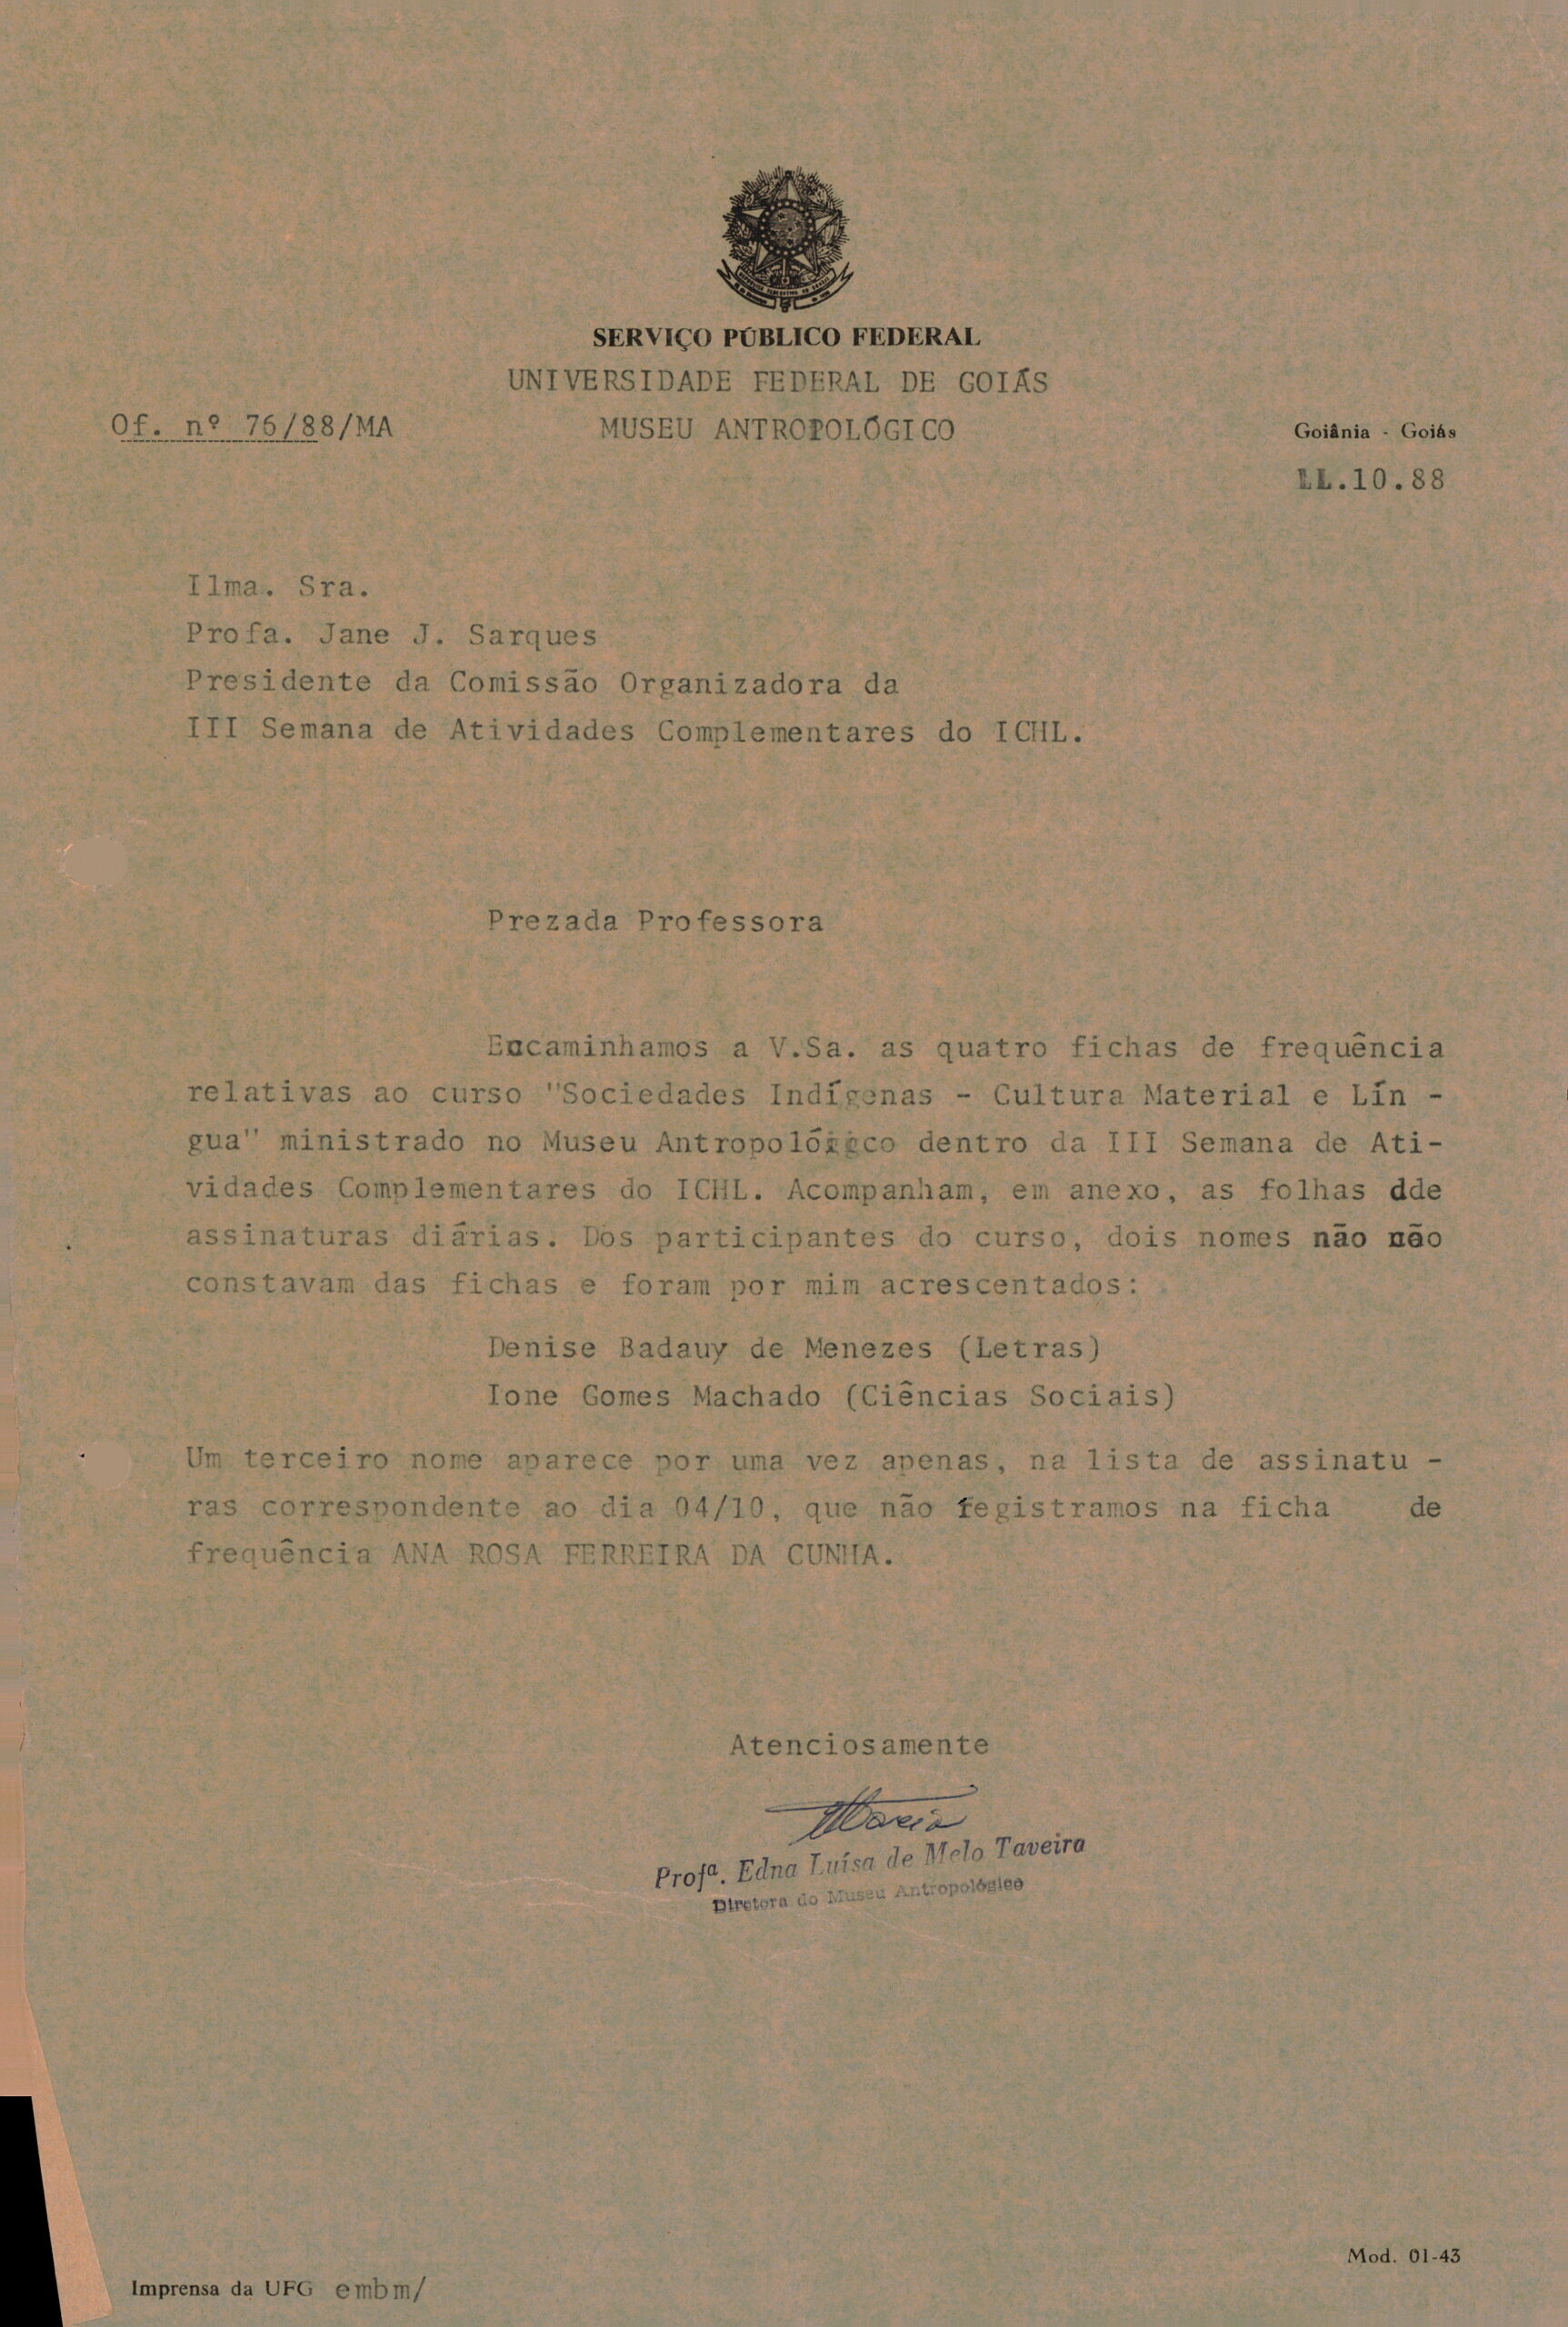 SERVIÇO PÚBLICO FEDERAL
UNIVERSIDADE FEDERAL DE GOIÁS
Of. nº 76/88/MA
MUSEU ANTROPOLÓGICO
Goiânia - Goiás
11.10.88
Ilma. Sra.
Profa. Jane J. Sarques
Presidente da Comissão Organizadora da
III Semana de Atividades Complementares do ICHL.
Prezada Professora
Encaminhamos a V.Sa. as quatro fichas de frequência
relativas ao curso "Sociedades Indígenas - Cultura Material e Lín -
gua" ministrado no Museu Antropológico dentro da III Semana de Ati-
vidades Complementares do ICHL. Acompanham, em anexo, as folhas dde
assinaturas diárias. Dos participantes do curso, dois nomes não não
constavam das fichas e foram por mim acrescentados:
Denise Badauy de Menezes (Letras)
Ione Gomes Machado (Ciências Sociais)
Um terceiro nome aparece por uma vez apenas, na lista de assinatu -
ras correspondente ao dia 04/10, que não registramos na ficha de
frequência ANA ROSA FERREIRA DA CUNHA.
Atenciosamente
Profª. Edna Luísa de Melo Taveira
Diretora do Museu Antropológico
Mod. 01-43
Imprensa da UFG embm/